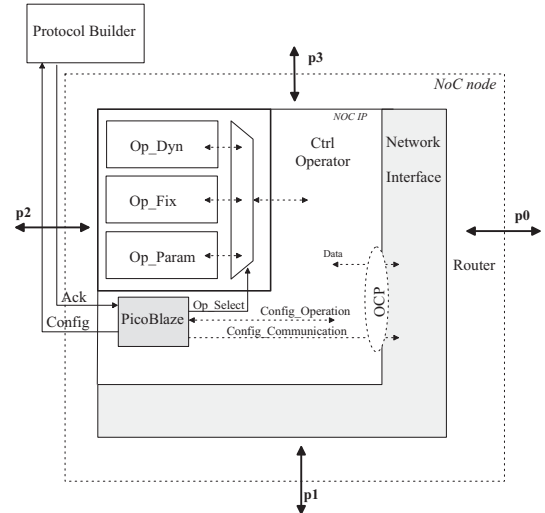 Protocol Builder
p3
NoC node
NOC IP
Op_Dyn
Ctrl
Operator
Network
Interface
Op_Fix
p2
p0
Op_Param
Data
Router
Ack
Op_Select
OCP
Config
PicoBlaze
Config_Operation
Config_Communication
p1